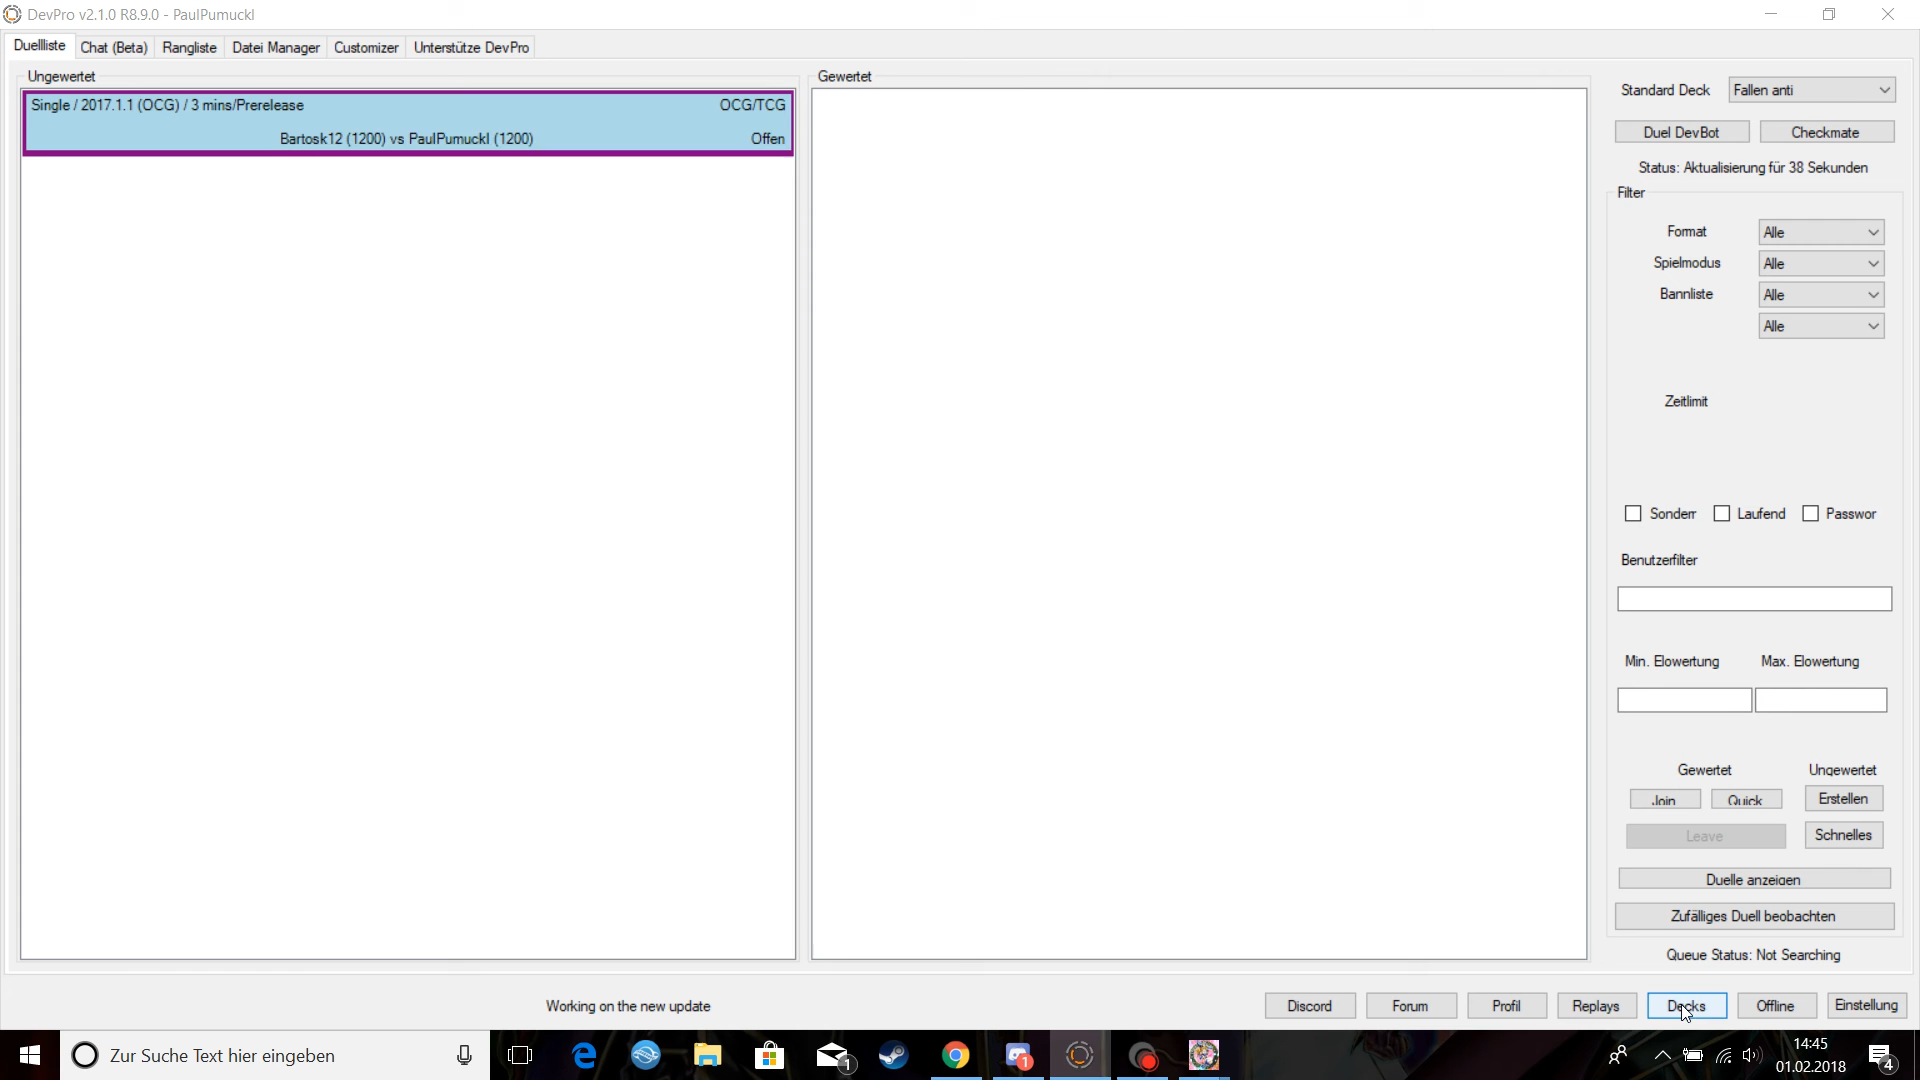 DevPro v2.1.0 R8.9.0 - PaulPumuckl
Duellliste Chat (Beta) Rangliste Datei Manager Customizer Unterstütze DevPro
Ungewertet
Gewertet
Single / 2017.1.1 (OCG) / 3 mins/Prerelease OCG/TCG
Bartosk12 (1200) vs PaulPumuckl (1200) Offen
Standard Deck Fallen anti
Duel DevBot Checkmate
Status: Aktualisierung für 38 Sekunden
Filter
Format Alle
Spielmodus Alle
Bannliste Alle
Alle
Zeitlimit
Sonderr Laufend Passwor
Benutzerfilter
Min. Elowertung Max. Elowertung
Gewertet Ungewertet
Join Quick Erstellen
Leave Schnelles
Duelle anzeigen
Zufälliges Duell beobachten
Queue Status: Not Searching
Working on the new update
Discord Forum Profil Replays Decks Offline Einstellung
Zur Suche Text hier eingeben
1
1
14:45
01.02.2018
4